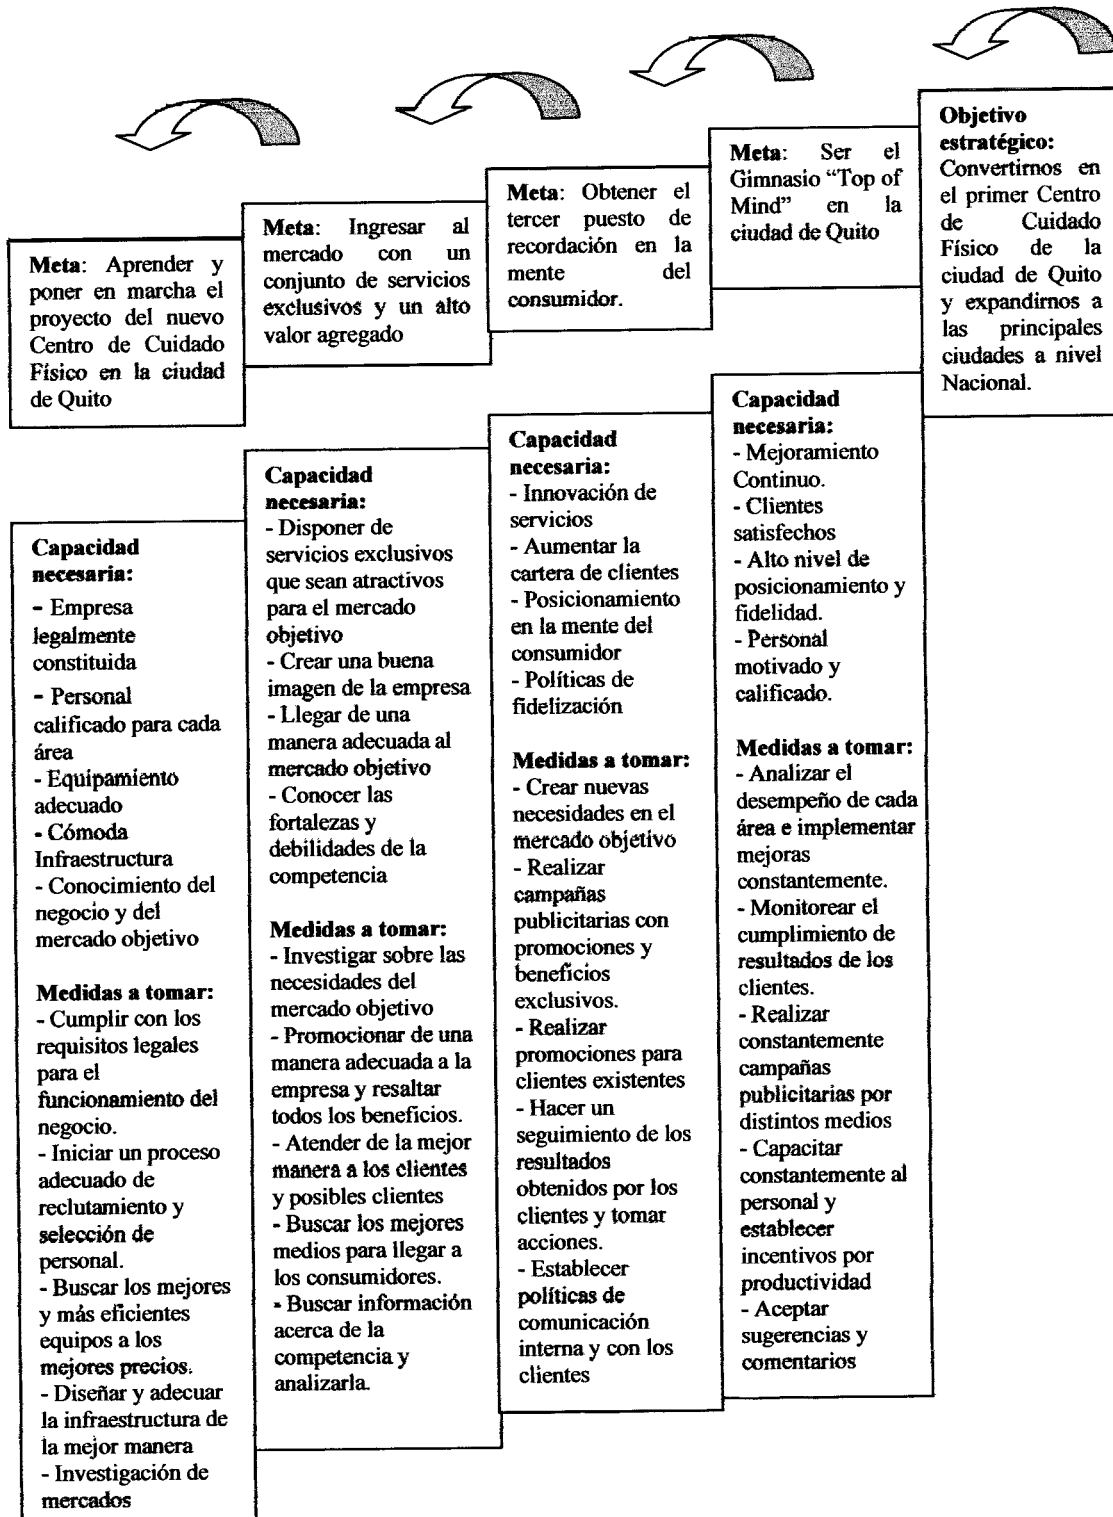 Meta: Aprender y
poner en marcha el
proyecto del nuevo
Centro de Cuidado
Físico en la ciudad
de Quito
Capacidad
necesaria:
- Empresa
legalmente
constituida
- Personal
calificado para cada
área
- Equipamiento
adecuado
- Cómoda
Infraestructura
- Conocimiento del
negocio y del
mercado objetivo
Medidas a tomar:
- Cumplir con los
requisitos legales
para el
funcionamiento del
negocio.
- Iniciar un proceso
adecuado de
reclutamiento y
selección de
personal.
- Buscar los mejores
y más eficientes
equipos a los
mejores precios.
- Diseñar y adecuar
la infraestructura de
la mejor manera
- Investigación de
mercados
Meta: Ingresar al
mercado con un
conjunto de servicios
exclusivos y un alto
valor agregado
Capacidad
necesaria:
- Disponer de
servicios exclusivos
que sean atractivos
para el mercado
objetivo
- Crear una buena
imagen de la empresa
- Llegar de una
manera adecuada al
mercado objetivo
- Conocer las
fortalezas y
debilidades de la
competencia
Medidas a tomar:
- Investigar sobre las
necesidades del
mercado objetivo
- Promocionar de una
manera adecuada a la
empresa y resaltar
todos los beneficios.
- Atender de la mejor
manera a los clientes
y posibles clientes
- Buscar los mejores
medios para llegar a
los consumidores.
- Buscar información
acerca de la
competencia y
analizarla.
Meta: Obtener el
tercer puesto de
recordación en la
mente del
consumidor.
Capacidad
necesaria:
- Innovación de
servicios
- Aumentar la
cartera de clientes
- Posicionamiento
en la mente del
consumidor
- Políticas de
fidelización
Medidas a tomar:
- Crear nuevas
necesidades en el
mercado objetivo
- Realizar
campañas
publicitarias con
promociones y
beneficios
exclusivos.
- Realizar
promociones para
clientes existentes
- Hacer un
seguimiento de los
resultados
obtenidos por los
clientes y tomar
acciones.
- Establecer
políticas de
comunicación
interna y con los
clientes
Meta: Ser el
Gimnasio “Top of
Mind” en la
ciudad de Quito
Capacidad
necesaria:
- Mejoramiento
Continuo.
- Clientes
satisfechos
- Alto nivel de
posicionamiento y
fidelidad.
- Personal
motivado y
calificado.
Medidas a tomar:
- Analizar el
desempeño de cada
área e implementar
mejoras
constantemente.
- Monitorear el
cumplimiento de
resultados de los
clientes.
- Realizar
constantemente
campañas
publicitarias por
distintos medios
- Capacitar
constantemente al
personal y
establecer
incentivos por
productividad
- Aceptar
sugerencias y
comentarios
Objetivo
estratégico:
Convertirnos en
el primer Centro
de Cuidado
Físico de la
ciudad de Quito
y expandirnos a
las principales
ciudades a nivel
Nacional.